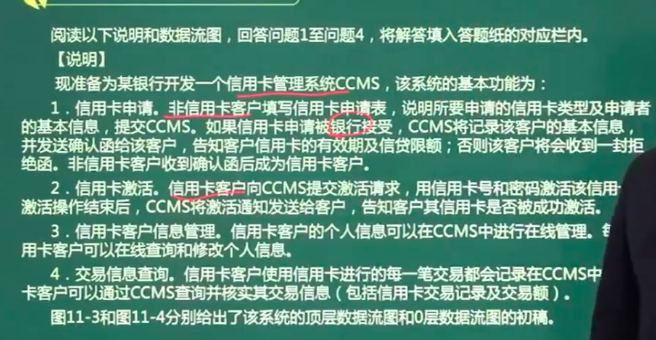 阅读以下说明和数据流图，回答问题1至问题4，将解答填入答题纸的对应栏内。
【说明】
现准备为某银行开发一个信用卡管理系统CCMS，该系统的基本功能为：
1．信用卡申请。非信用卡客户填写信用卡申请表，说明所要申请的信用卡类型及申请者
的基本信息，提交CCMS。如果信用卡申请被银行接受，CCMS将记录该客户的基本信息，
并发送确认函给该客户，告知客户信用卡的有效期及信贷限额；否则该客户将会收到一封拒
绝函。非信用卡客户收到确认函后成为信用卡客户。
2．信用卡激活。信用卡客户向CCMS提交激活请求，用信用卡号和密码激活该信用
激活操作结束后，CCMS将激活通知发送给客户，告知客户其信用卡是否被成功激活。
3．信用卡客户信息管理。信用卡客户的个人信息可以在CCMS中进行在线管理。每
用卡客户可以在线查询和修改个人信息。
4．交易信息查询。信用卡客户使用信用卡进行的每一笔交易都会记录在CCMS中
卡客户可以通过CCMS查询并核实其交易信息（包括信用卡交易记录及交易额）。
图11-3和图11-4分别给出了该系统的顶层数据流图和0层数据流图的初稿。